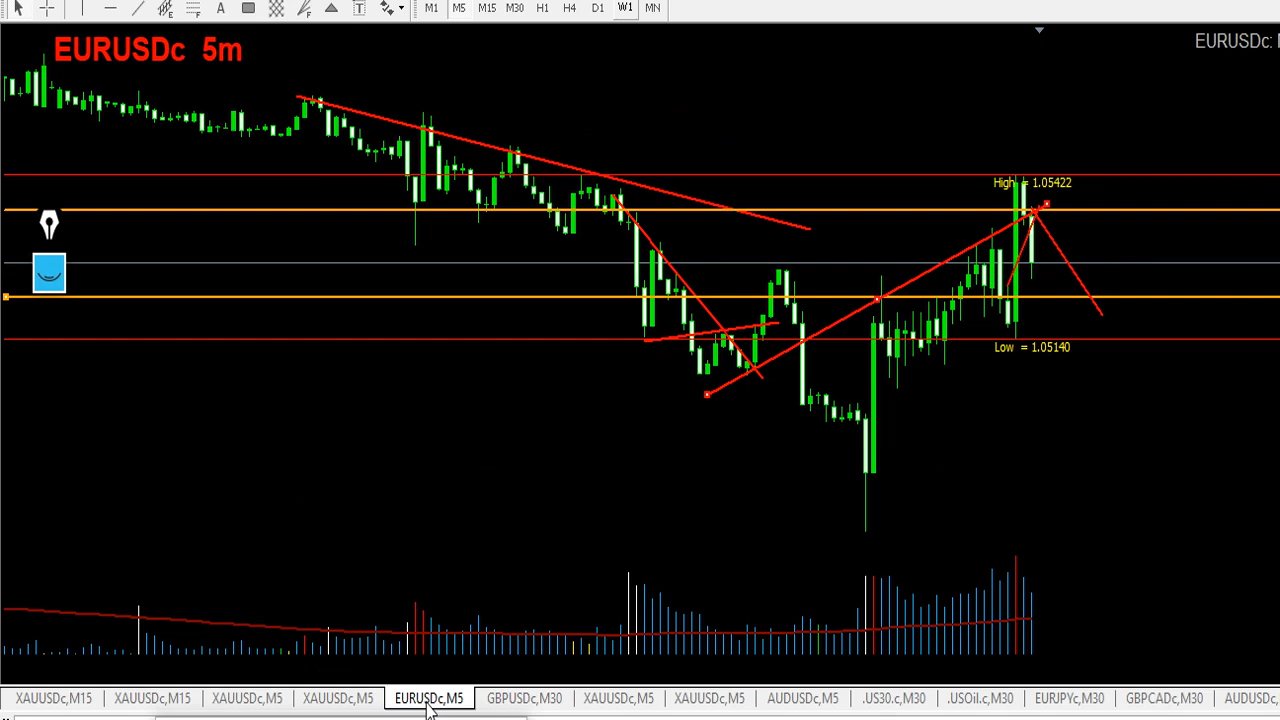 A T M1 M5 M15 M30 H1 H4 D1 W1 MN
EURUSDc 5m
EURUSDc:
High = 1.05422
Low = 1.05140
XAUUSDc,M15 XAUUSDc,M15 XAUUSDc,M5 XAUUSDc,M5 EURUSDc,M5 GBPUSDc,M30 XAUUSDc,M5 XAUUSDc,M5 AUDUSDc,M5 .US30.c,M30 .USOil.c,M30 EURJPYc,M30 GBPCADc,M30 AUDUSDc,